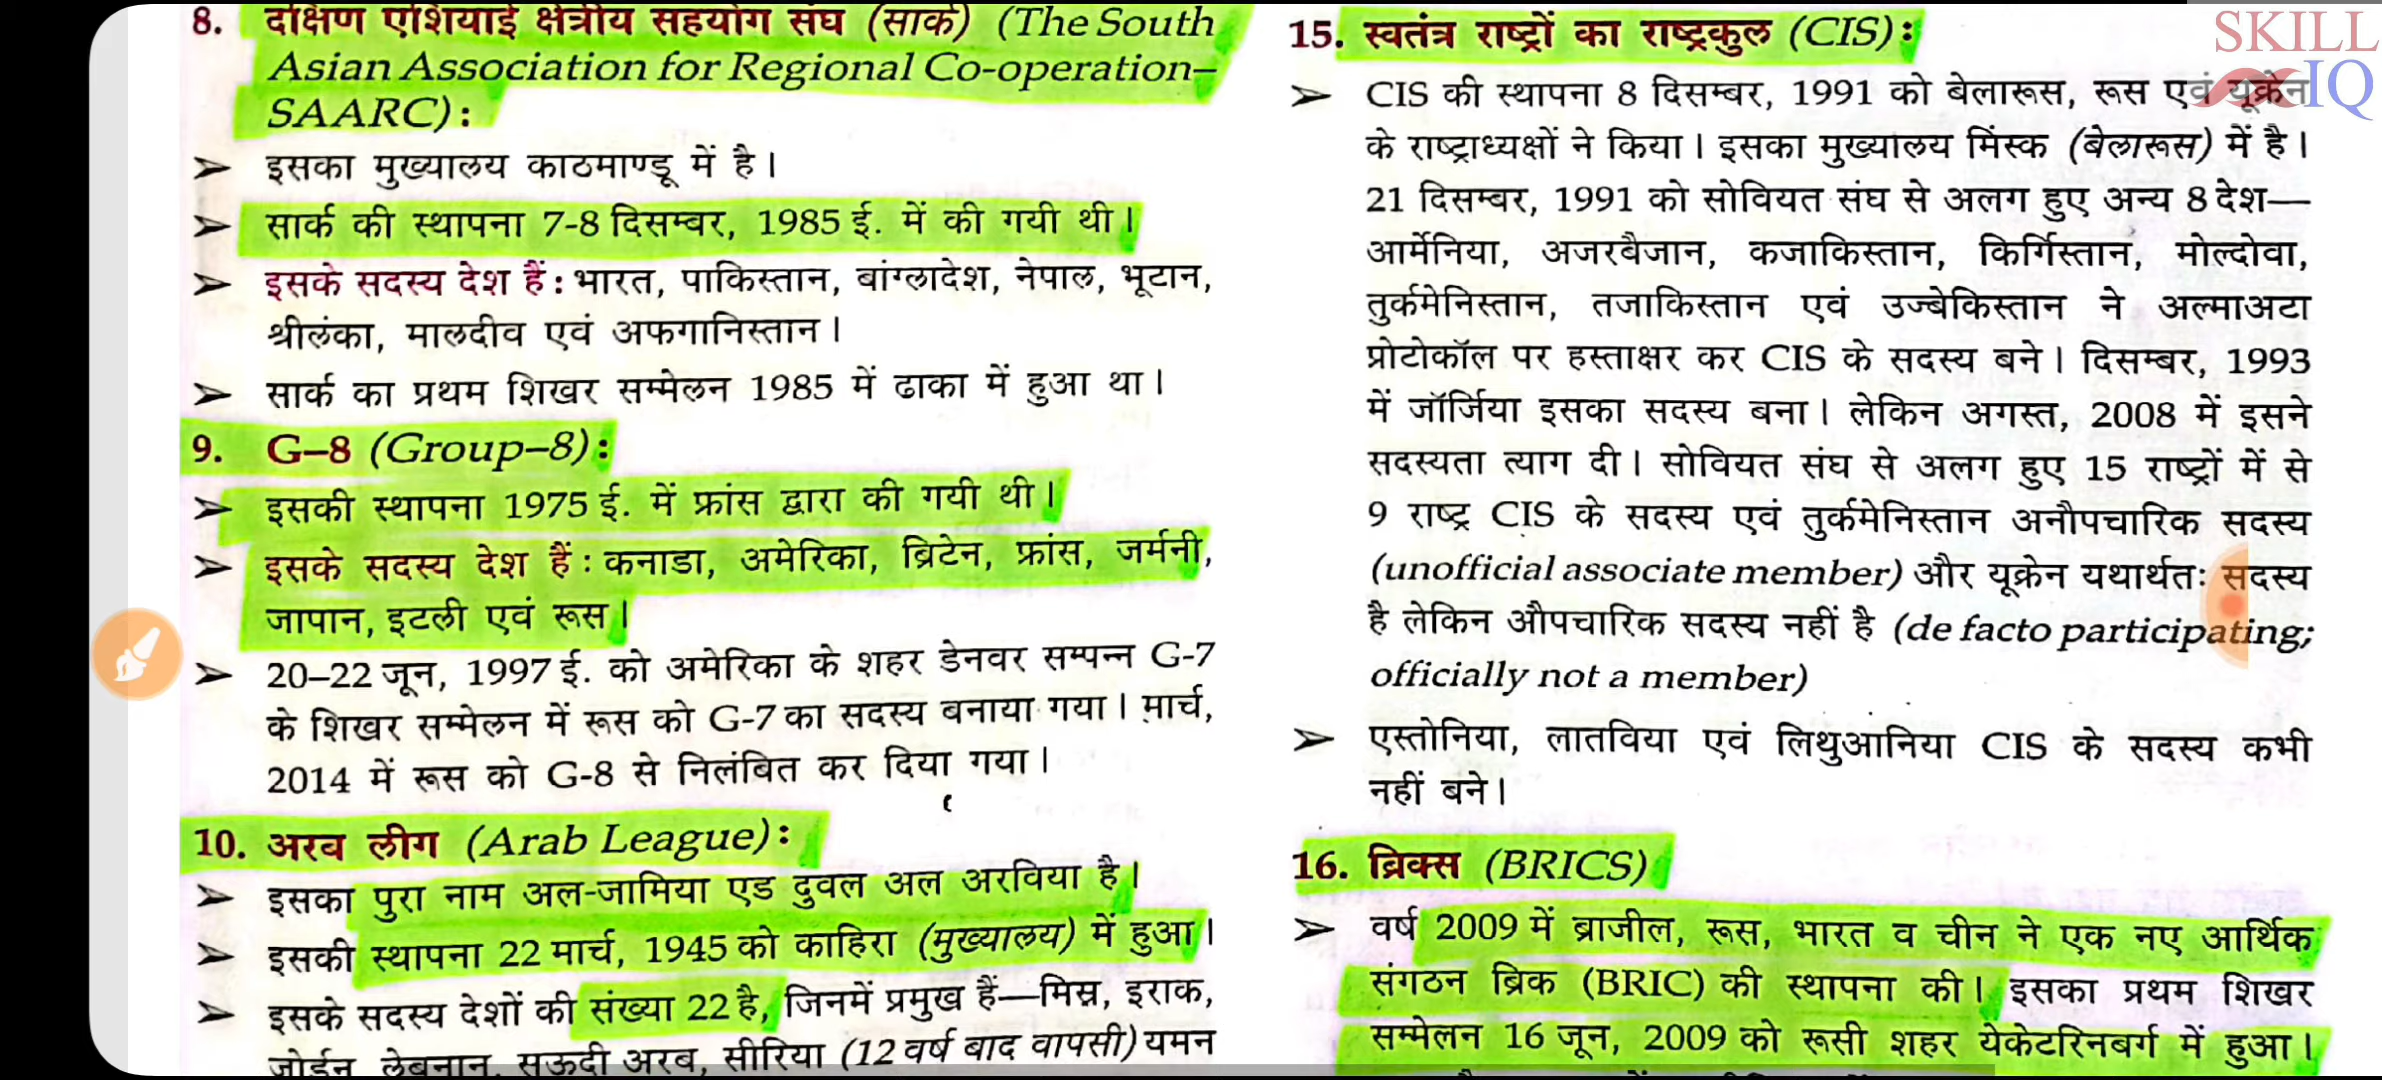 8. दक्षिण एशियाई क्षेत्रीय सहयोग संघ (सार्क) (The South
Asian Association for Regional Co-operation–
SAARC) :
➢ इसका मुख्यालय काठमाण्डू में है।
➢ सार्क की स्थापना 7-8 दिसम्बर, 1985 ई. में की गयी थी।
➢ इसके सदस्य देश हैं : भारत, पाकिस्तान, बांग्लादेश, नेपाल, भूटान,
श्रीलंका, मालदीव एवं अफगानिस्तान।
➢ सार्क का प्रथम शिखर सम्मेलन 1985 में ढाका में हुआ था।
9. G–8 (Group–8) :
➢ इसकी स्थापना 1975 ई. में फ्रांस द्वारा की गयी थी।
➢ इसके सदस्य देश हैं : कनाडा, अमेरिका, ब्रिटेन, फ्रांस, जर्मनी,
जापान, इटली एवं रूस।
➢ 20–22 जून, 1997 ई. को अमेरिका के शहर डेनवर सम्पन्न G-7
के शिखर सम्मेलन में रूस को G-7 का सदस्य बनाया गया। मार्च,
2014 में रूस को G-8 से निलंबित कर दिया गया।
10. अरब लीग (Arab League) :
➢ इसका पुरा नाम अल-जामिया एड दुवल अल अरविया है।
➢ इसकी स्थापना 22 मार्च, 1945 को काहिरा (मुख्यालय) में हुआ।
➢ इसके सदस्य देशों की संख्या 22 है, जिनमें प्रमुख हैं—मिस्र, इराक,
जोर्डन, लेबनान, सऊदी अरब, सीरिया (12 वर्ष बाद वापसी) यमन
15. स्वतंत्र राष्ट्रों का राष्ट्रकुल (CIS) :
➢ CIS की स्थापना 8 दिसम्बर, 1991 को बेलारूस, रूस एवं यूक्रेन
के राष्ट्राध्यक्षों ने किया। इसका मुख्यालय मिंस्क (बेलारूस) में है।
21 दिसम्बर, 1991 को सोवियत संघ से अलग हुए अन्य 8 देश—
आर्मेनिया, अजरबैजान, कजाकिस्तान, किर्गिस्तान, मोल्दोवा,
तुर्कमेनिस्तान, तजाकिस्तान एवं उज्बेकिस्तान ने अल्माअटा
प्रोटोकॉल पर हस्ताक्षर कर CIS के सदस्य बने। दिसम्बर, 1993
में जॉर्जिया इसका सदस्य बना। लेकिन अगस्त, 2008 में इसने
सदस्यता त्याग दी। सोवियत संघ से अलग हुए 15 राष्ट्रों में से
9 राष्ट्र CIS के सदस्य एवं तुर्कमेनिस्तान अनौपचारिक सदस्य
(unofficial associate member) और यूक्रेन यथार्थतः सदस्य
है लेकिन औपचारिक सदस्य नहीं है (de facto participating;
officially not a member)
➢ एस्तोनिया, लातविया एवं लिथुआनिया CIS के सदस्य कभी
नहीं बने।
16. ब्रिक्स (BRICS)
➢ वर्ष 2009 में ब्राजील, रूस, भारत व चीन ने एक नए आर्थिक
संगठन ब्रिक (BRIC) की स्थापना की। इसका प्रथम शिखर
सम्मेलन 16 जून, 2009 को रूसी शहर येकेटरिनबर्ग में हुआ।
SKILL
IQ